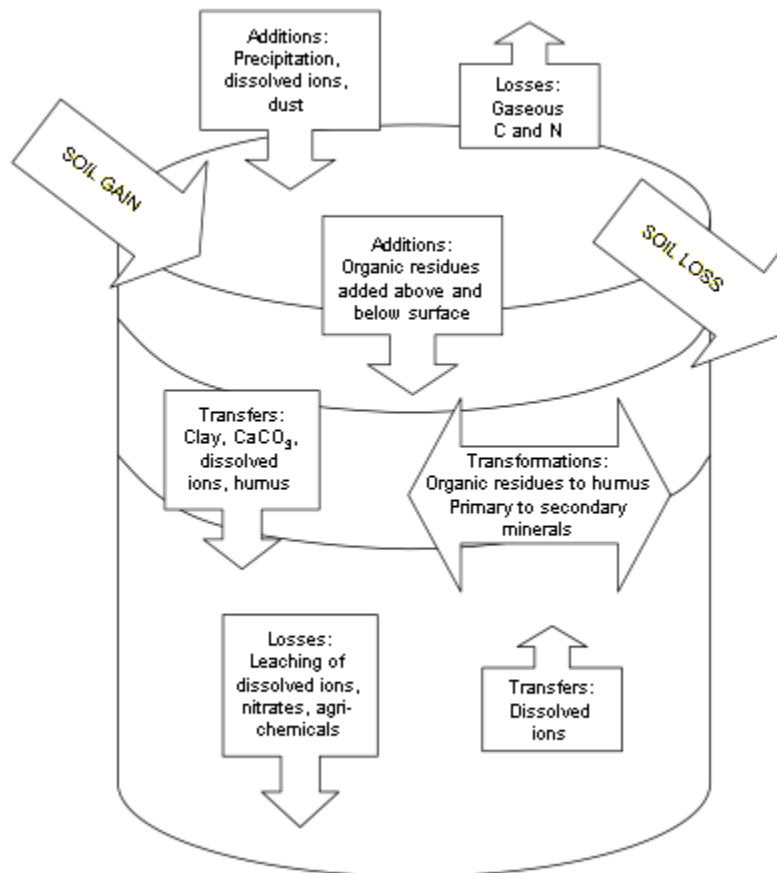 Additions:
Precipitation,
dissolved ions,
dust
Losses:
Gaseous
C and N
SOIL GAIN
SOIL LOSS
Additions:
Organic residues
added above and
below surface
Transfers:
Clay, CaCO₃,
dissolved
ions, humus
Transformations:
Organic residues to humus
Primary to secondary
minerals
Losses:
Leaching of
dissolved ions,
nitrates, agri-
chemicals
Transfers:
Dissolved
ions